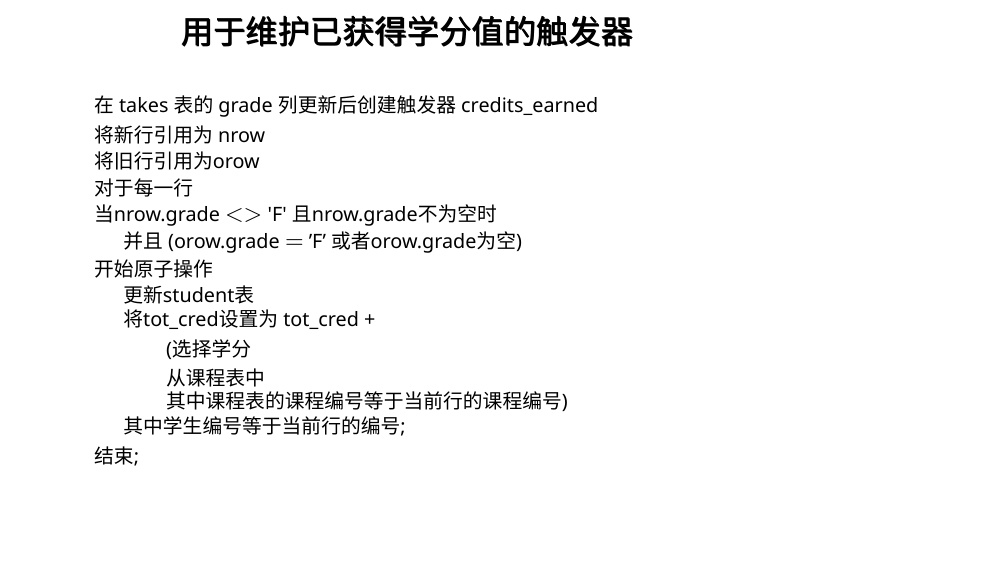 用于维护已获得学分值的触发器
在 takes 表的 grade 列更新后创建触发器 credits_earned
将新行引用为 nrow
将旧行引用为orow
对于每一行
当nrow.grade <> 'F' 且nrow.grade不为空时
并且 (orow.grade = ’F’ 或者orow.grade为空)
开始原子操作
更新student表
将tot_cred设置为 tot_cred +
(选择学分
从课程表中
其中课程表的课程编号等于当前行的课程编号)
其中学生编号等于当前行的编号;
结束;